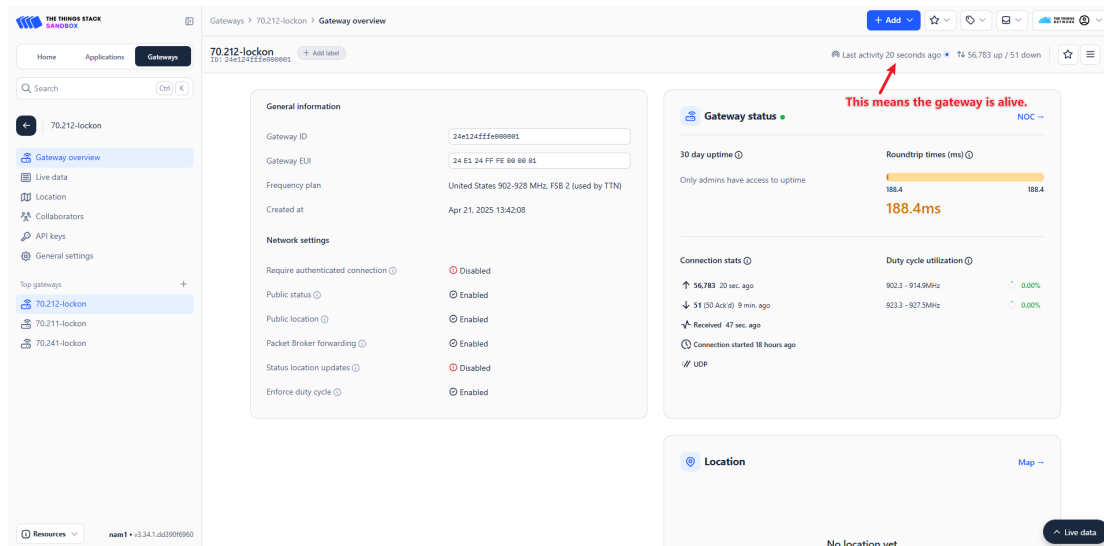 THE THINGS STACK
SANDBOX
Home
Applications
Gateways
Search
Ctrl
K
70.212-lockon
Gateway overview
Live data
Location
Collaborators
API keys
General settings
Top gateways
70.212-lockon
70.211-lockon
70.241-lockon
Resources
nam1 • v3.34.1.dd390f6960
Gateways > 70.212-lockon > Gateway overview
+ Add
THE THINGS
NETWORK
70.212-lockon
ID: 24e124fffe000001
+ Add label
Last activity 20 seconds ago
56,783 up / 51 down
This means the gateway is alive.
General information
Gateway ID
24e124fffe000001
Gateway EUI
24 E1 24 FF FE 00 00 01
Frequency plan
United States 902-928 MHz, FSB 2 (used by TTN)
Created at
Apr 21, 2025 13:42:08
Network settings
Require authenticated connection
Disabled
Public status
Enabled
Public location
Enabled
Packet Broker forwarding
Enabled
Status location updates
Disabled
Enforce duty cycle
Enabled
Gateway status
NOC →
30 day uptime
Only admins have access to uptime
Roundtrip times (ms)
188.4
188.4
188.4ms
Connection stats
56,783 20 sec. ago
51 (50 Ack'd) 9 min. ago
Received 47 sec. ago
Connection started 18 hours ago
UDP
Duty cycle utilization
902.3 - 914.9MHz
0.00%
923.3 - 927.5MHz
0.00%
Location
Map →
No location yet
Live data